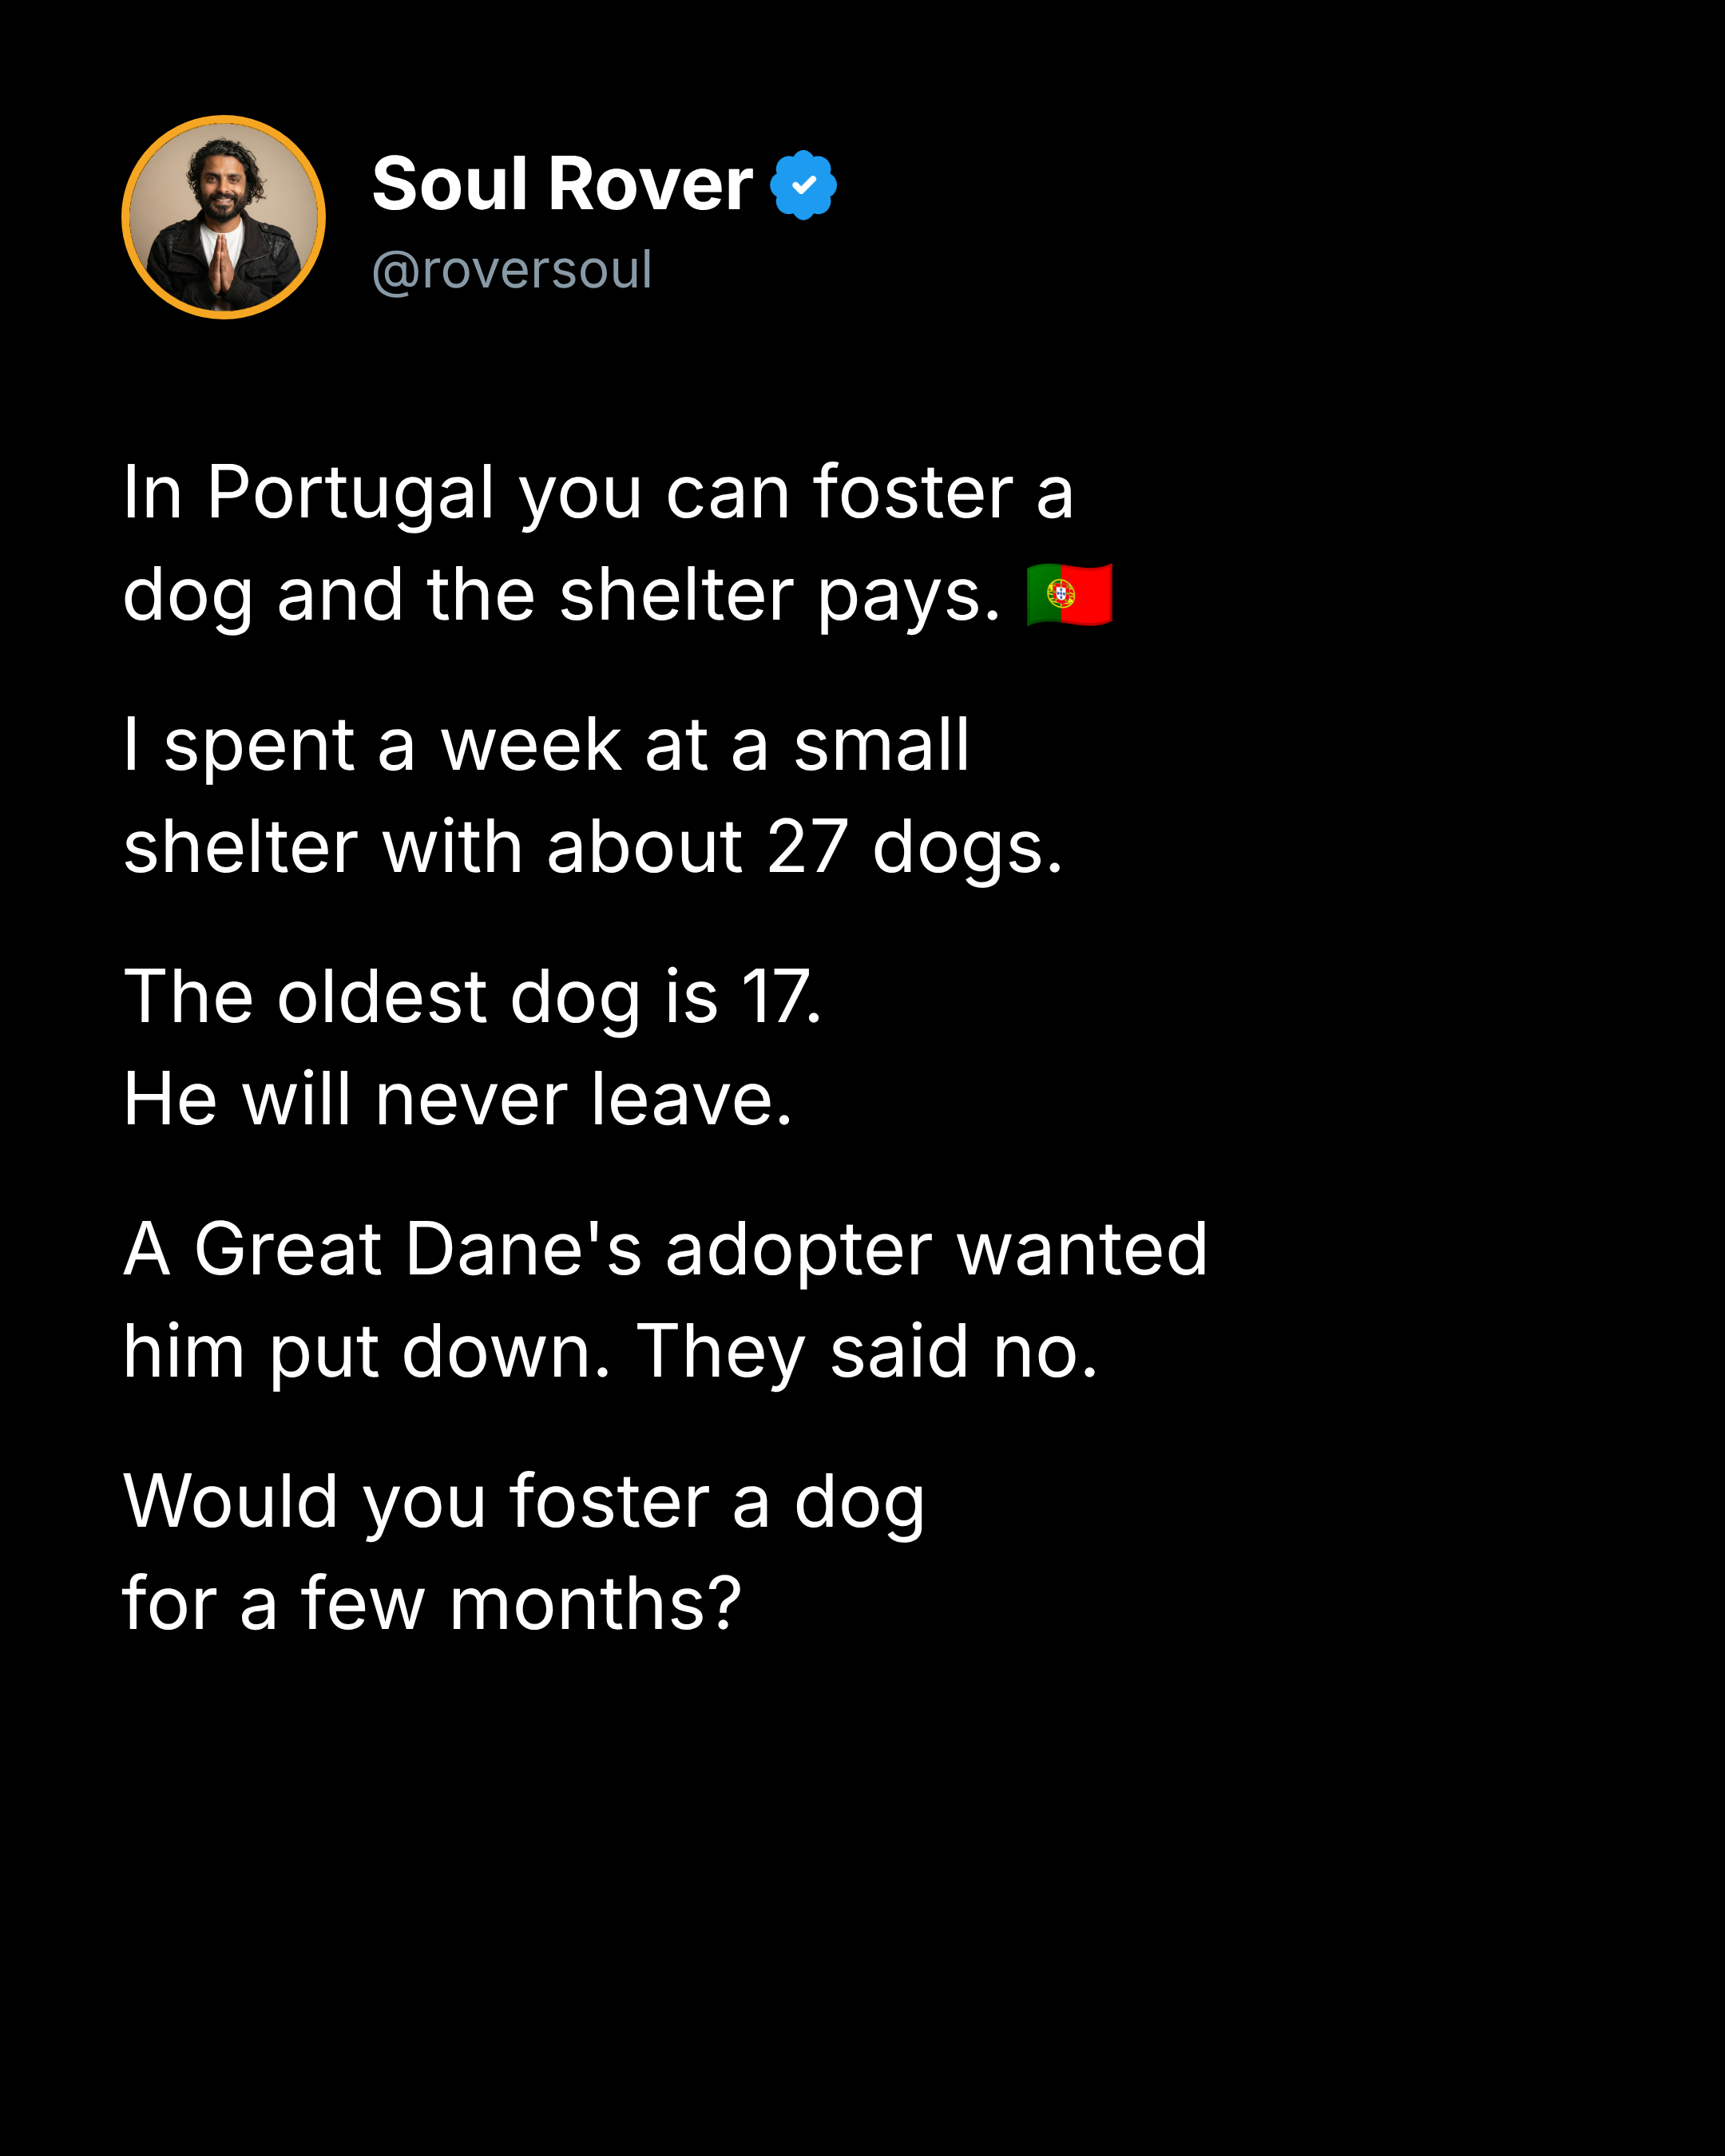 Soul Rover
@roversoul
In Portugal you can foster a
dog and the shelter pays. 🇵🇹
I spent a week at a small
shelter with about 27 dogs.
The oldest dog is 17.
He will never leave.
A Great Dane's adopter wanted
him put down. They said no.
Would you foster a dog
for a few months?